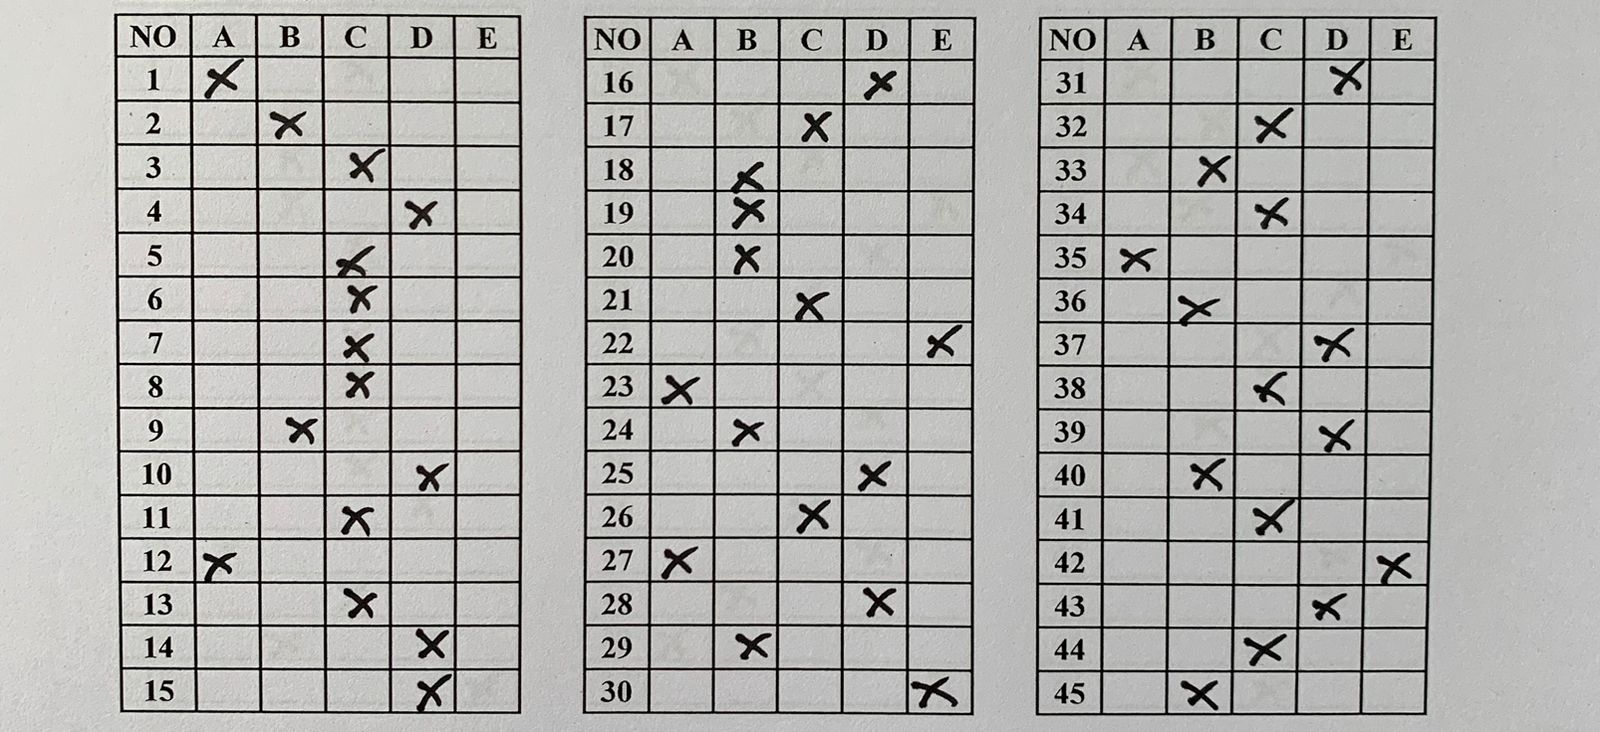 NO A B C D E NO A B C D E NO A B C D E
1 X 16 X 31 X
2 X 17 X 32 X
3 X 18 X 33 X
4 X 19 X 34 X
5 X 20 X 35 X
6 X 21 X 36 X
7 X 22 X 37 X
8 X 23 X 38 X
9 X 24 X 39 X
10 X 25 X 40 X
11 X 26 X 41 X
12 X 27 X 42 X
13 X 28 X 43 X
14 X 29 X 44 X
15 X 30 X 45 X